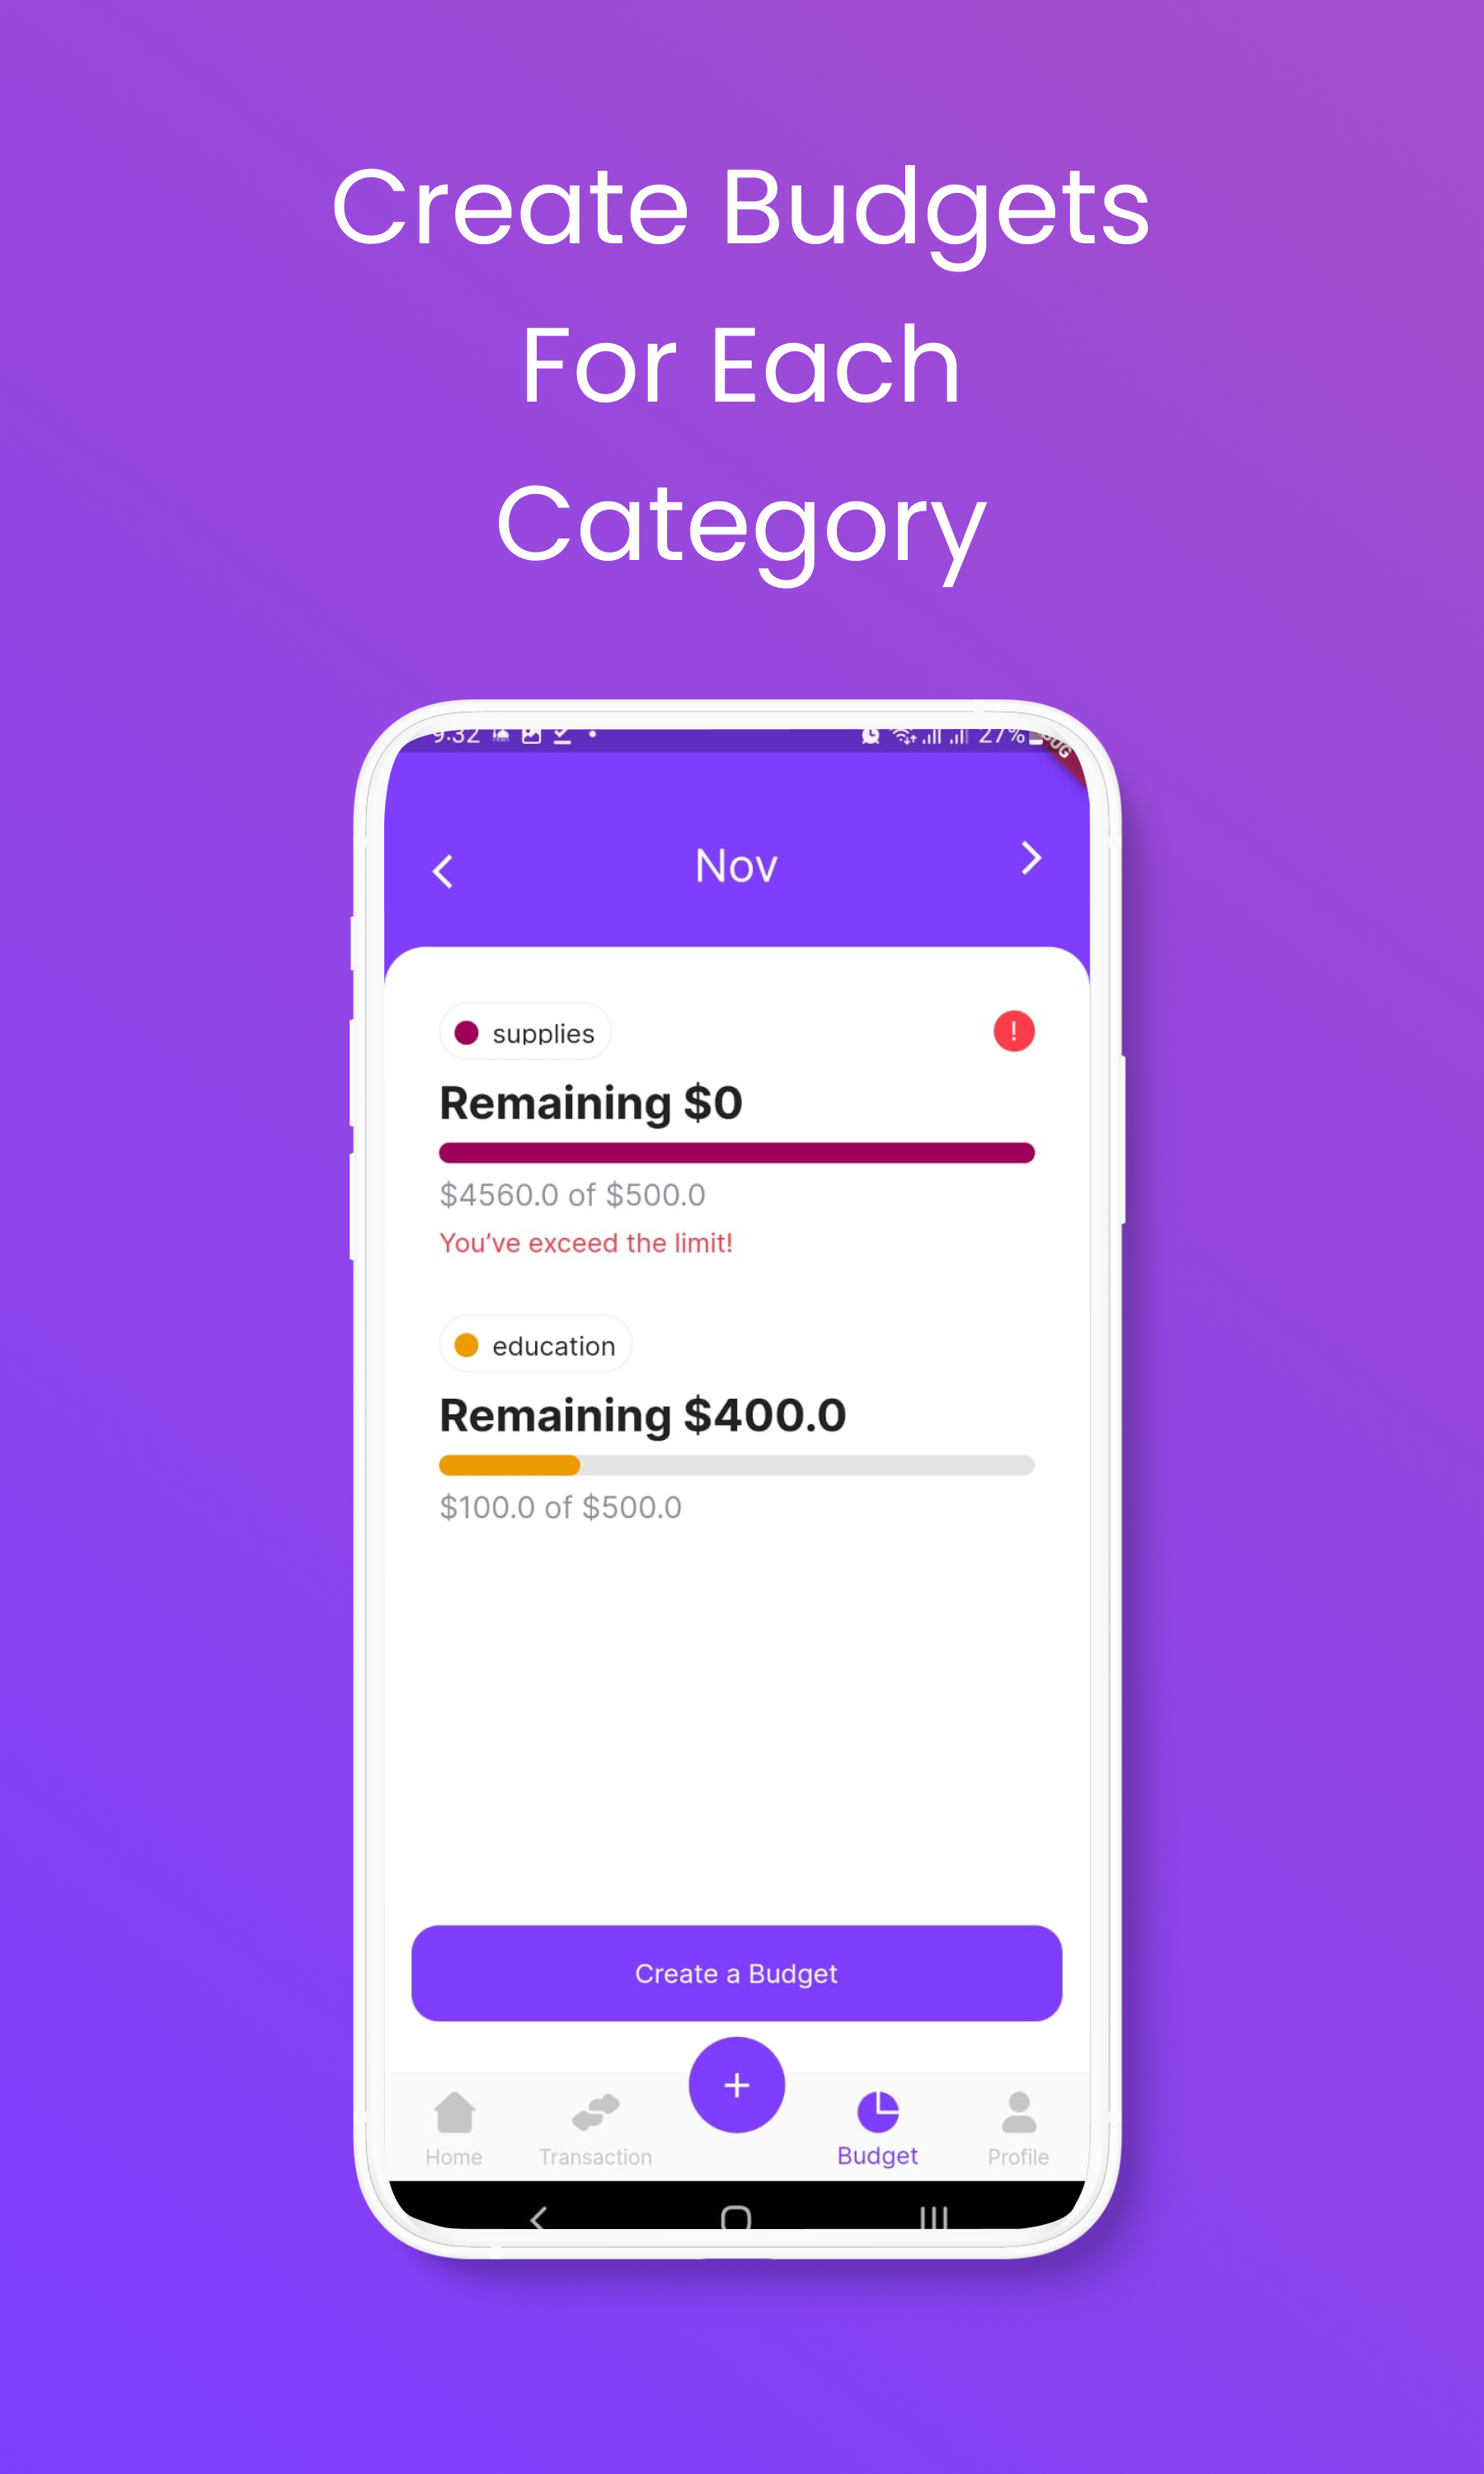 Create Budgets
For Each
Category
9:32 27%
Nov
supplies
!
Remaining $0
$4560.0 of $500.0
You've exceed the limit!
education
Remaining $400.0
$100.0 of $500.0
Create a Budget
+
Home Transaction Budget Profile